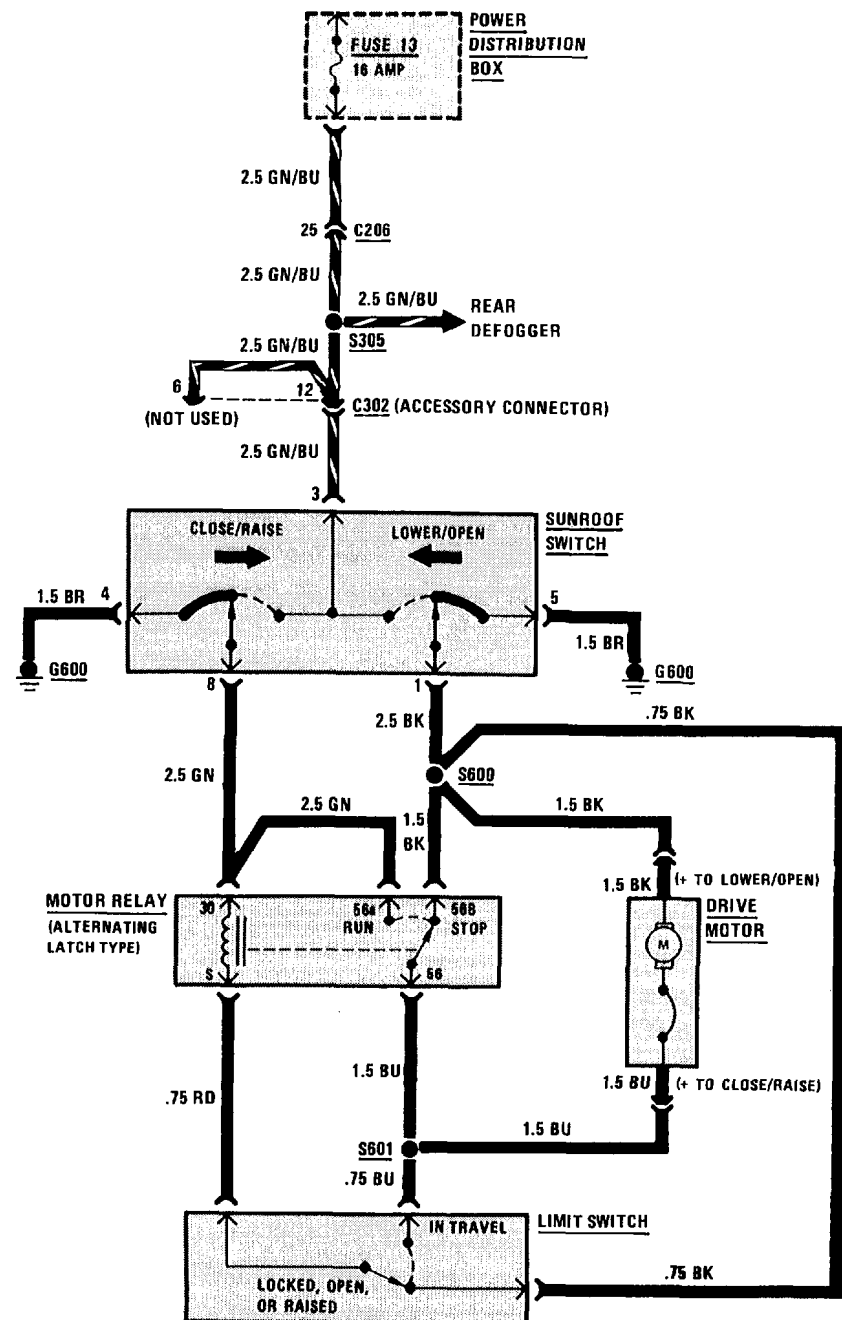 POWER
DISTRIBUTION
BOX
FUSE 13
16 AMP
2.5 GN/BU
25 C206
2.5 GN/BU
2.5 GN/BU
REAR
DEFOGGER
S305
2.5 GN/BU
6
12
(NOT USED)
C302 (ACCESSORY CONNECTOR)
2.5 GN/BU
3
SUNROOF
SWITCH
CLOSE/RAISE
LOWER/OPEN
1.5 BR 4
5
1.5 BR
G600
G600
8
1
2.5 BK
.75 BK
2.5 GN
S600
2.5 GN
1.5
BK
1.5 BK
MOTOR RELAY
(ALTERNATING
LATCH TYPE)
30
56a
RUN
56B
STOP
S
56
1.5 BK
(+ TO LOWER/OPEN)
DRIVE
MOTOR
M
1.5 BU
(+ TO CLOSE/RAISE)
1.5 BU
.75 RD
1.5 BU
S601
.75 BU
IN TRAVEL
LIMIT SWITCH
LOCKED, OPEN,
OR RAISED
.75 BK